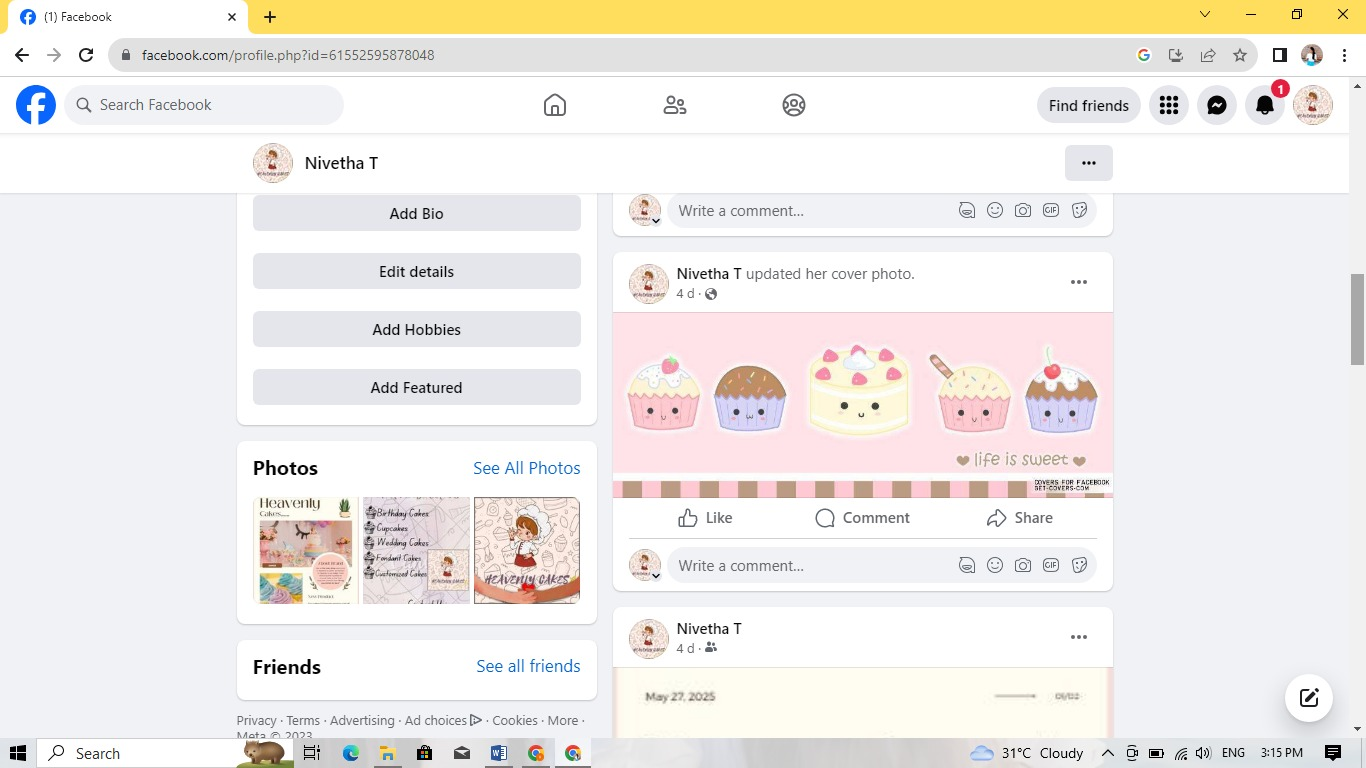 (1) Facebook
facebook.com/profile.php?id=61552595878048
Search Facebook
Find friends
1
Nivetha T
Add Bio
Edit details
Add Hobbies
Add Featured
Photos
See All Photos
Heavenly
Cakes
Birthday Cakes
Cupcakes
Wedding Cakes
Fondant Cakes
Customized Cakes
HEAVENLY CAKES
Friends
See all friends
Privacy · Terms · Advertising · Ad choices · Cookies · More ·
Meta © 2023
Write a comment...
GIF
Nivetha T updated her cover photo.
4 d ·
life is sweet
COVERS FOR FACEBOOK
GET-COVERS.COM
Like
Comment
Share
Write a comment...
GIF
Nivetha T
4 d ·
May 27, 2025
Search
31°C Cloudy
ENG
3:15 PM